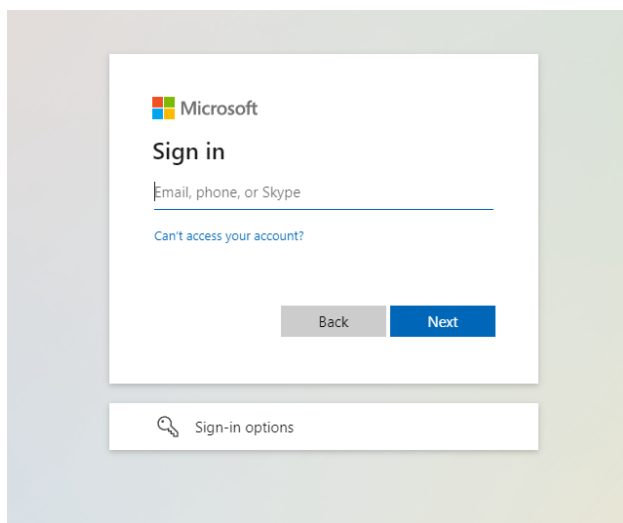 Microsoft
Sign in
Email, phone, or Skype
Can't access your account?
Back
Next
Sign-in options